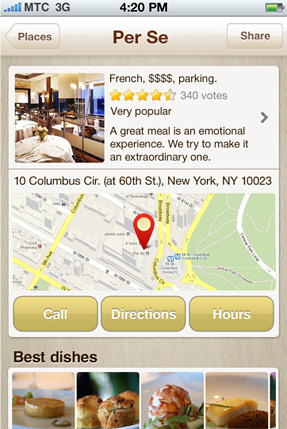 MTC 3G 4:20 PM
Places Per Se Share
French, $$$$, parking.
340 votes
Very popular
A great meal is an emotional
experience. We try to make it
an extraordinary one.
10 Columbus Cir. (at 60th St.), New York, NY 10023
Call Directions Hours
Best dishes